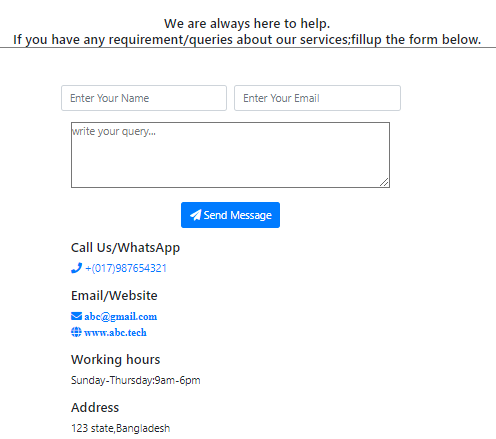 We are always here to help.
If you have any requirement/queries about our services;fillup the form below.
Enter Your Name
Enter Your Email
write your query...
Send Message
Call Us/WhatsApp
+(017)987654321
Email/Website
abc@gmail.com
www.abc.tech
Working hours
Sunday-Thursday:9am-6pm
Address
123 state,Bangladesh